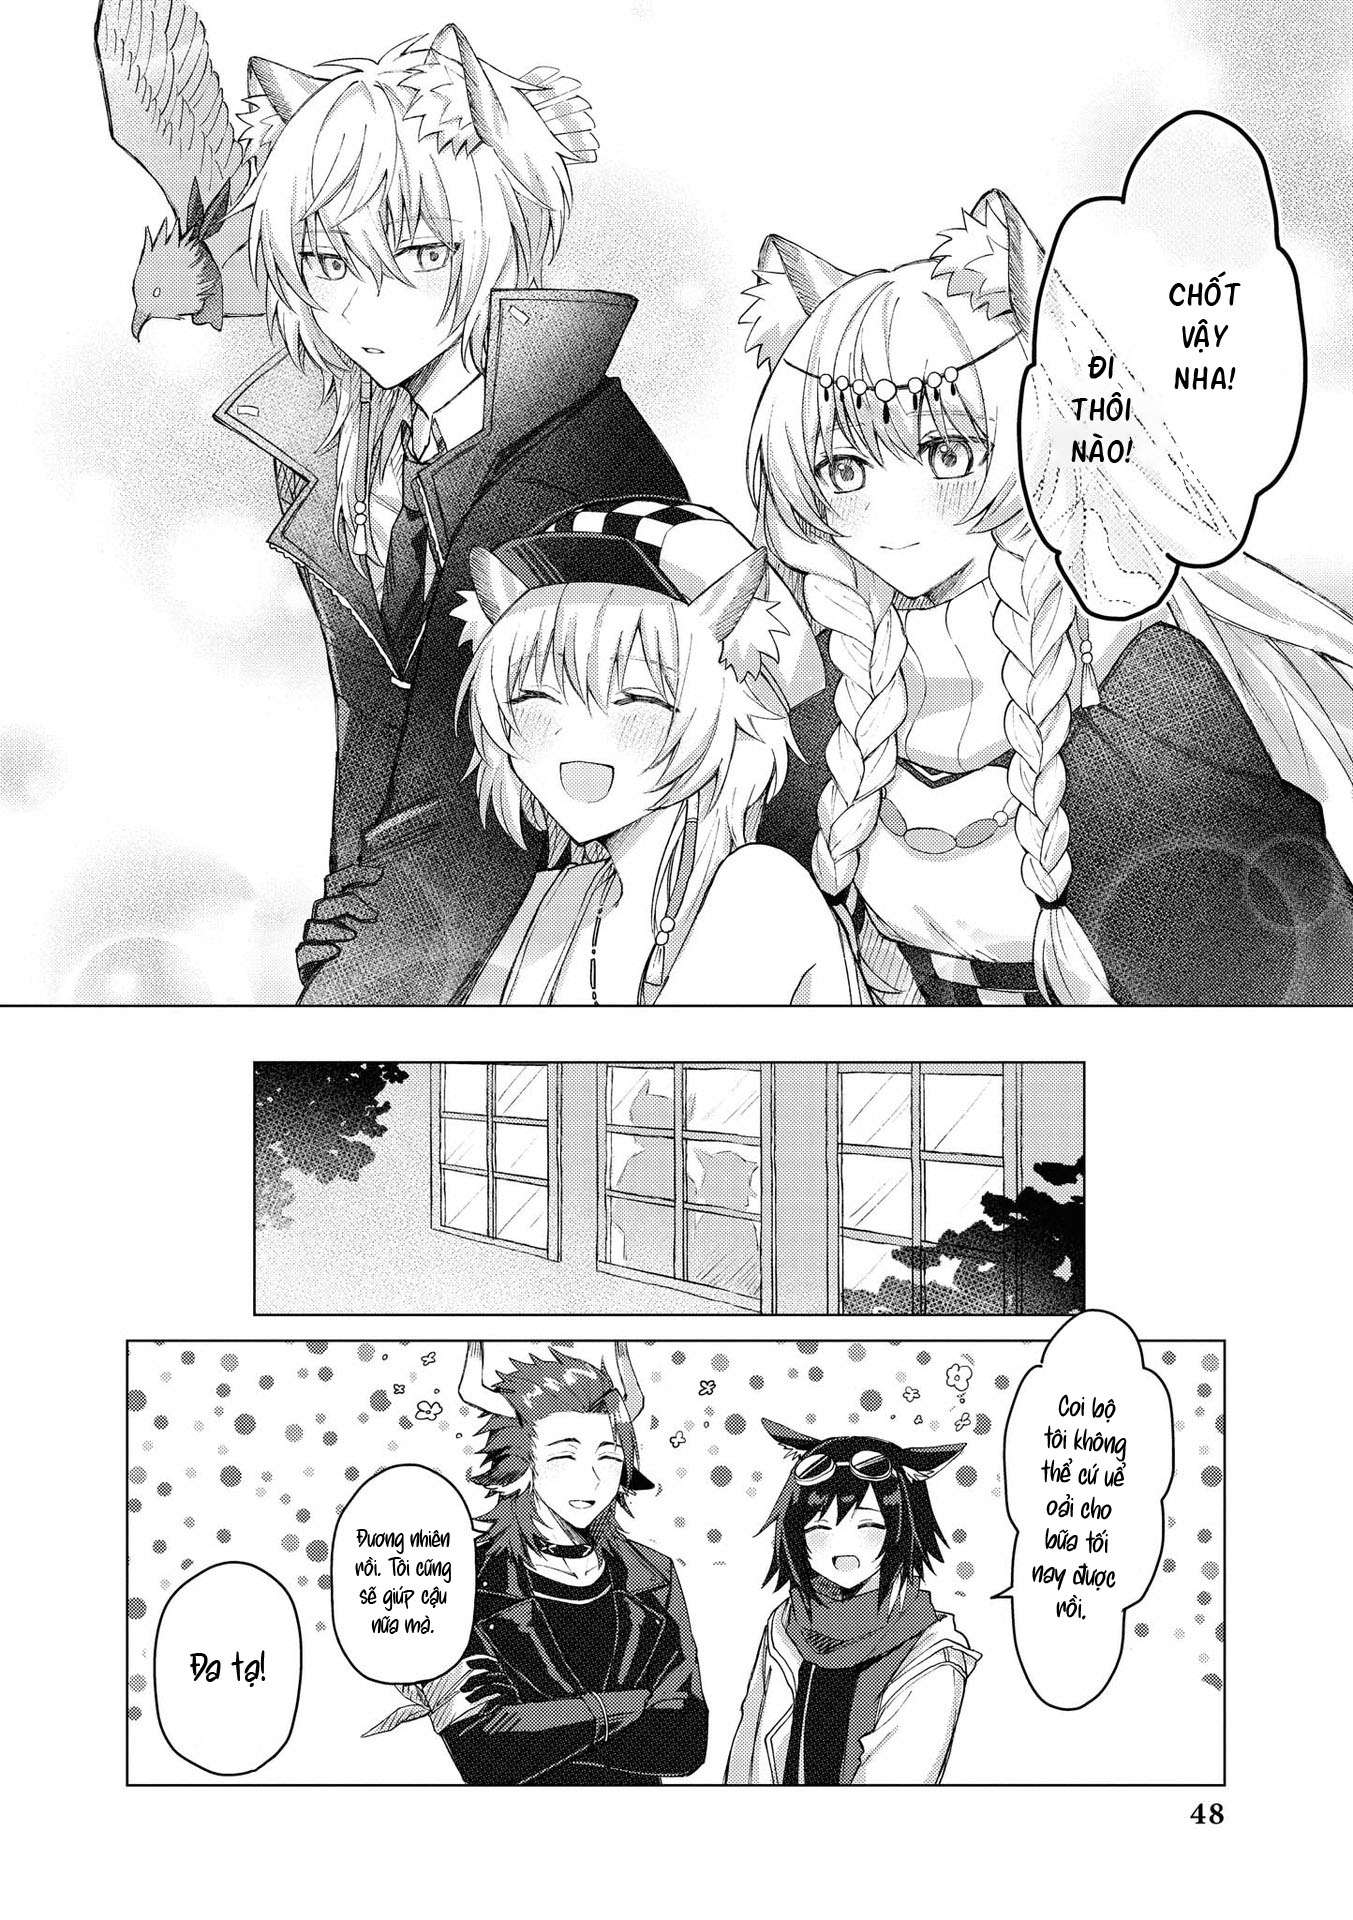 CHỐT
VẬY
NHA!
ĐI
THÔI
NÀO!
Coi bộ
tôi không
thể cứ uể
oải cho
bữa tối
nay được
rồi.
Đương nhiên
rồi. Tôi cũng
sẽ giúp cậu
nữa mà.
Đa tạ!
48